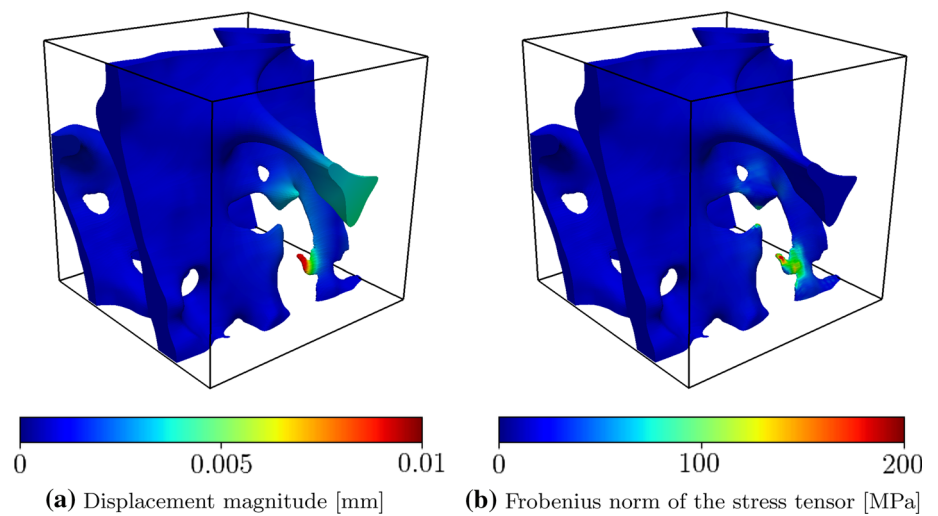 0 0.005 0.01
0 100 200
(a) Displacement magnitude [mm]
(b) Frobenius norm of the stress tensor [MPa]